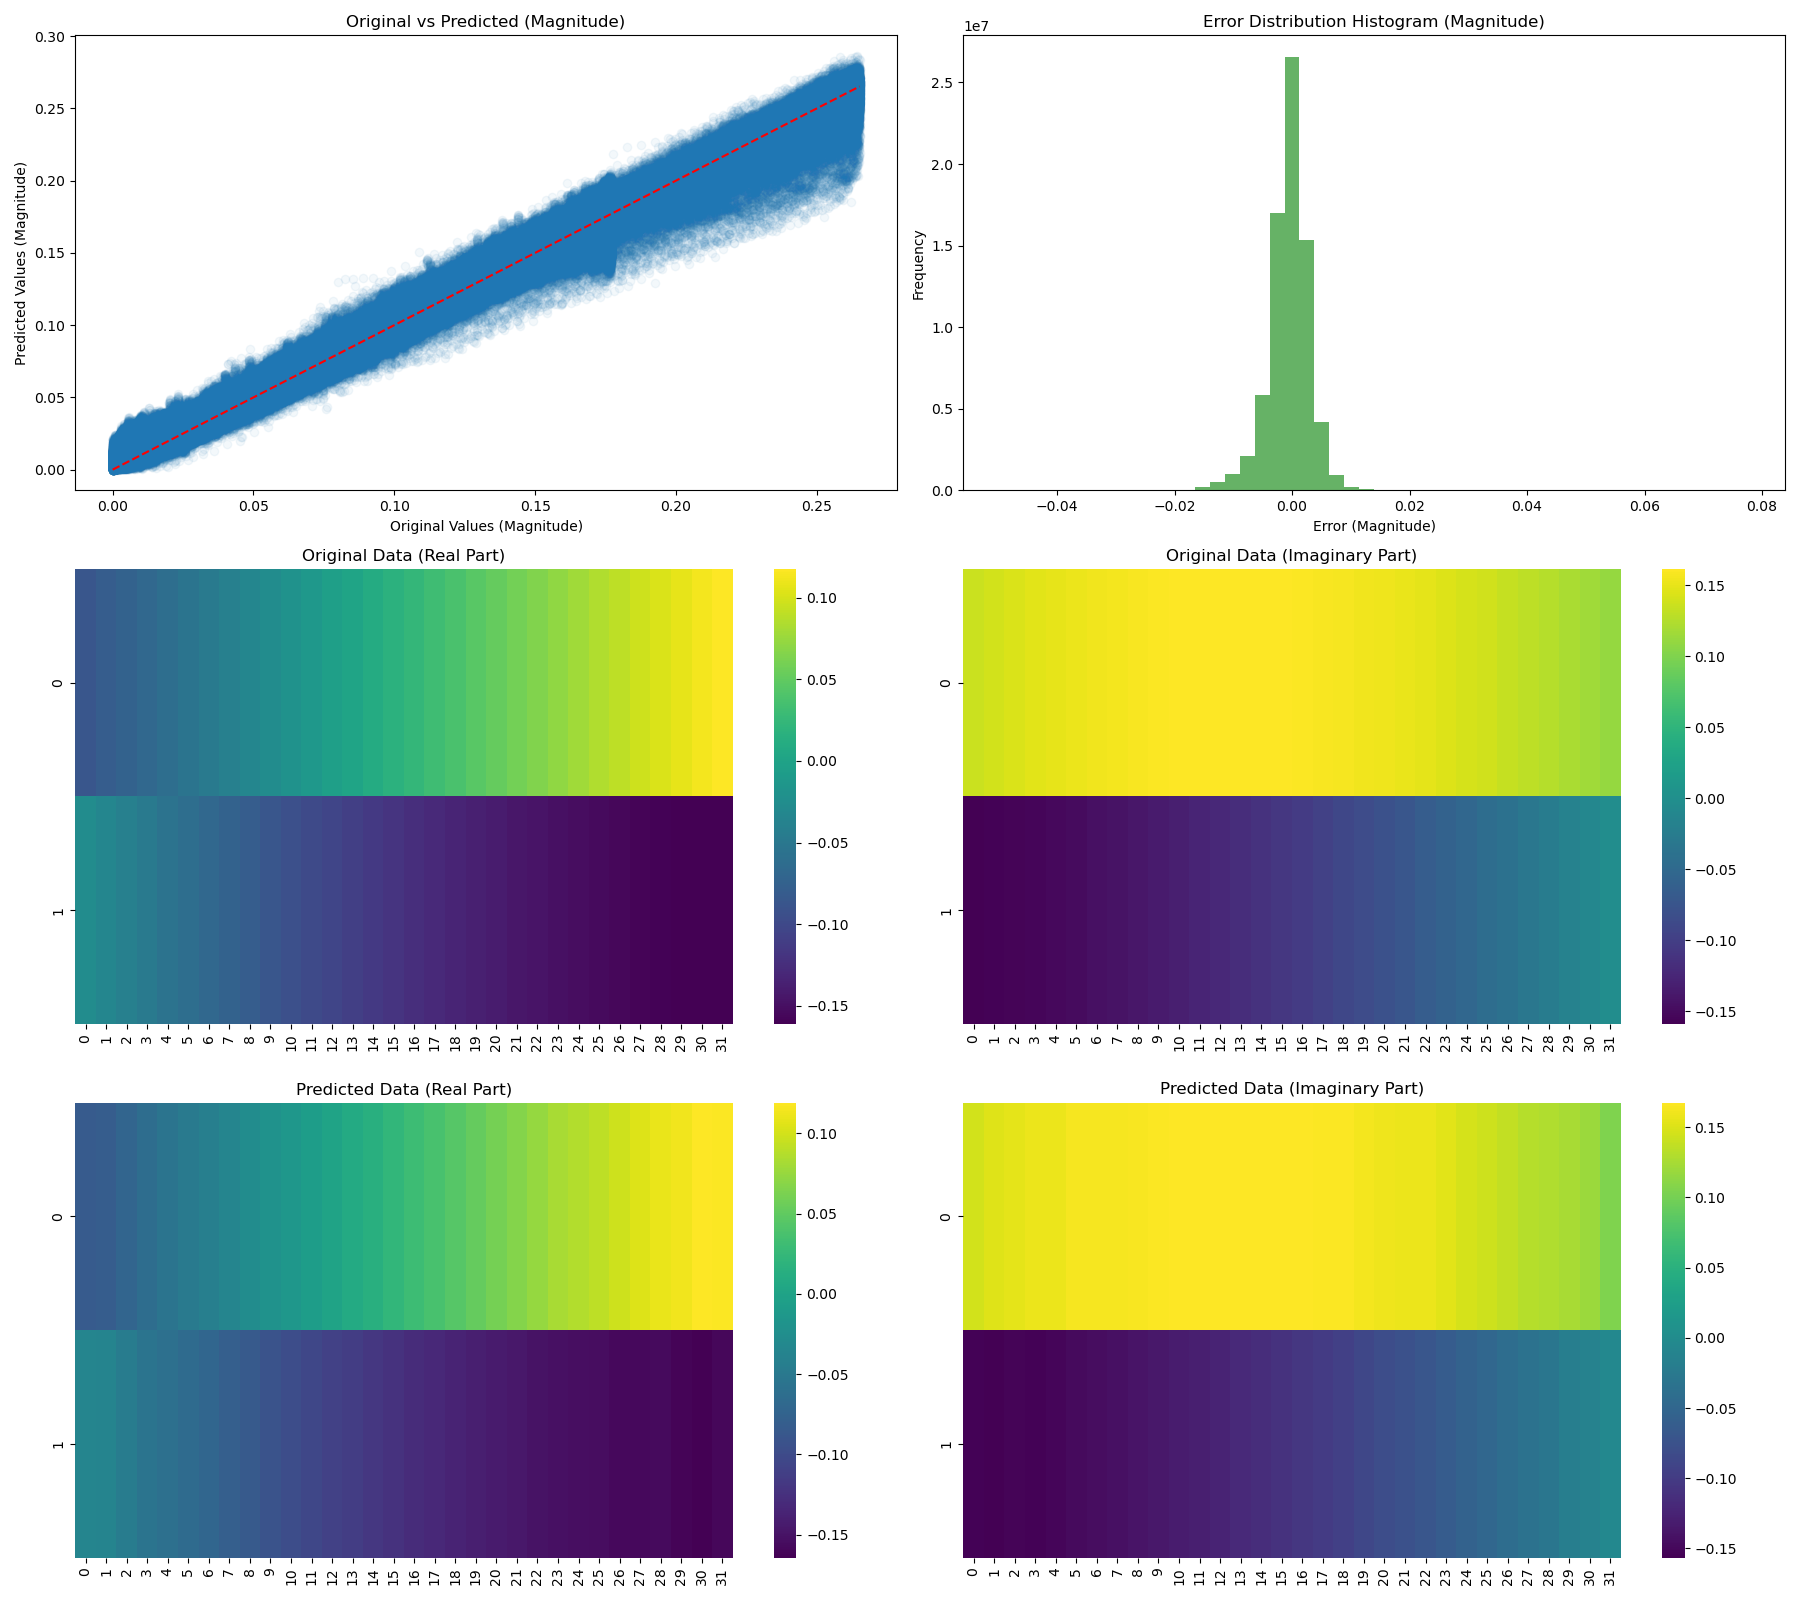 Original vs Predicted (Magnitude)
Predicted Values (Magnitude)
0.30
0.25
0.20
0.15
0.10
0.05
0.00
0.00 0.05 0.10 0.15 0.20 0.25
Original Values (Magnitude)
Error Distribution Histogram (Magnitude)
1e7
Frequency
2.5
2.0
1.5
1.0
0.5
0.0
−0.04 −0.02 0.00 0.02 0.04 0.06 0.08
Error (Magnitude)
Original Data (Real Part)
0
1
0 1 2 3 4 5 6 7 8 9 10 11 12 13 14 15 16 17 18 19 20 21 22 23 24 25 26 27 28 29 30 31
0.10
0.05
0.00
−0.05
−0.10
−0.15
Original Data (Imaginary Part)
0
1
0 1 2 3 4 5 6 7 8 9 10 11 12 13 14 15 16 17 18 19 20 21 22 23 24 25 26 27 28 29 30 31
0.15
0.10
0.05
0.00
−0.05
−0.10
−0.15
Predicted Data (Real Part)
0
1
0 1 2 3 4 5 6 7 8 9 10 11 12 13 14 15 16 17 18 19 20 21 22 23 24 25 26 27 28 29 30 31
0.10
0.05
0.00
−0.05
−0.10
−0.15
Predicted Data (Imaginary Part)
0
1
0 1 2 3 4 5 6 7 8 9 10 11 12 13 14 15 16 17 18 19 20 21 22 23 24 25 26 27 28 29 30 31
0.15
0.10
0.05
0.00
−0.05
−0.10
−0.15